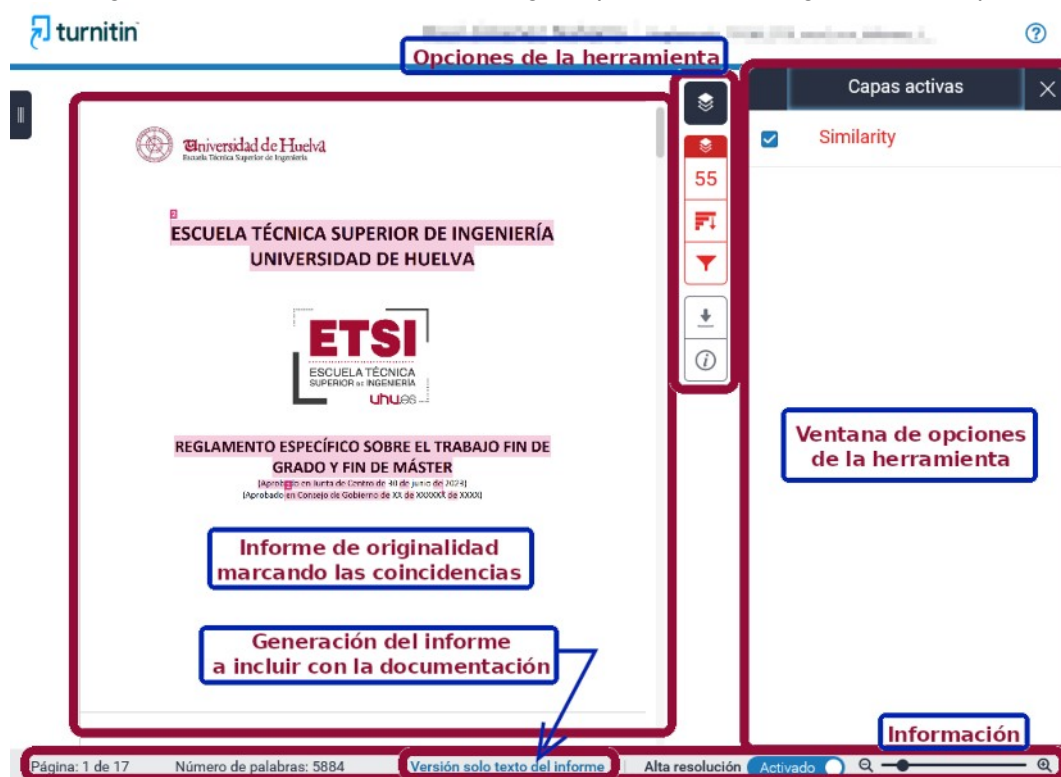 turnitin
Opciones de la herramienta
Capas activas
Similarity
55
Universidad de Huelva
Escuela Técnica Superior de Ingeniería
2
ESCUELA TÉCNICA SUPERIOR DE INGENIERÍA
UNIVERSIDAD DE HUELVA
ETSI
ESCUELA TÉCNICA
SUPERIOR DE INGENIERÍA
uhu.es
REGLAMENTO ESPECÍFICO SOBRE EL TRABAJO FIN DE
GRADO Y FIN DE MÁSTER
(Aprobado en Junta de Centro de 30 de junio de 2023)
(Aprobado en Consejo de Gobierno de XX de XXXXXX de XXXX)
Ventana de opciones
de la herramienta
Informe de originalidad
marcando las coincidencias
Generación del informe
a incluir con la documentación
Información
Página: 1 de 17
Número de palabras: 5884
Versión solo texto del informe
Alta resolución
Activado